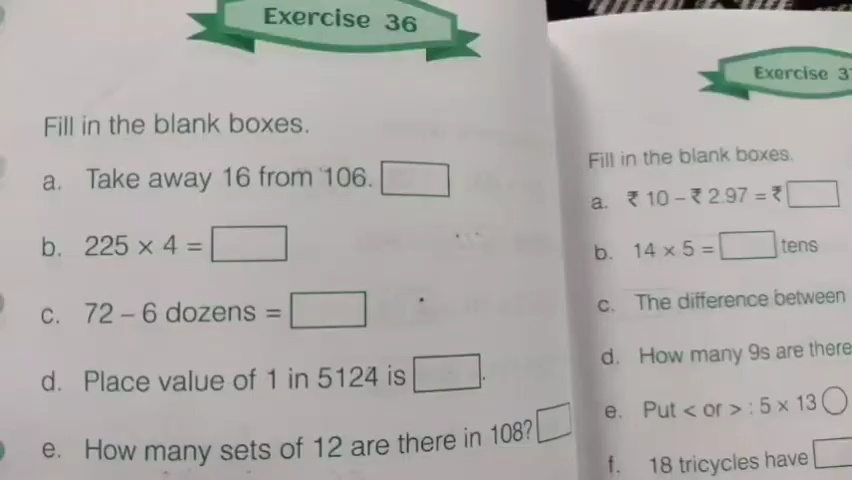 Exercise 36
Fill in the blank boxes.
a. Take away 16 from 106.
b. 225 × 4 =
c. 72 – 6 dozens =
d. Place value of 1 in 5124 is .
e. How many sets of 12 are there in 108?
Exercise
Fill in the blank boxes.
a. ₹ 10 – ₹ 2.97 = ₹
b. 14 × 5 = tens
c. The difference between
d. How many 9s are there
e. Put < or > : 5 × 13
f. 18 tricycles have